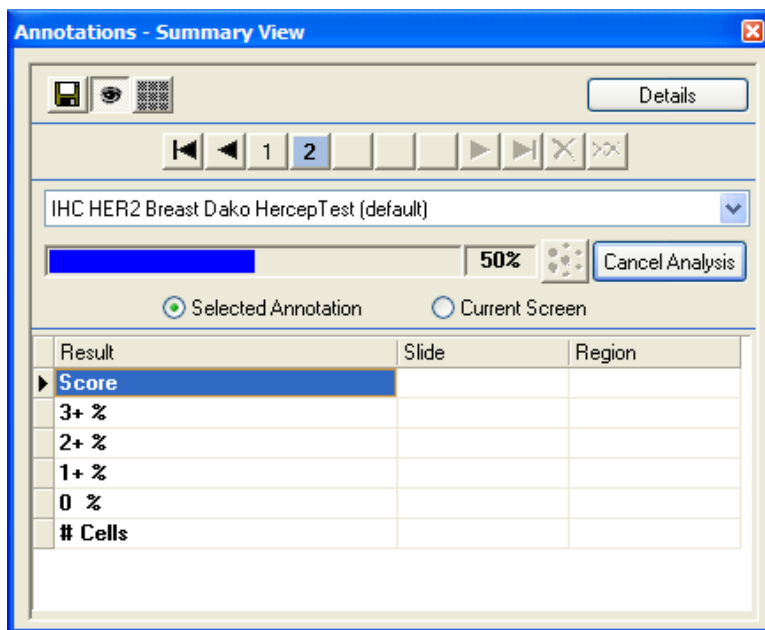 Annotations - Summary View
Details
1 2
IHC HER2 Breast Dako HercepTest (default)
50% Cancel Analysis
Selected Annotation Current Screen
Result Slide Region
Score
3+ %
2+ %
1+ %
0 %
# Cells